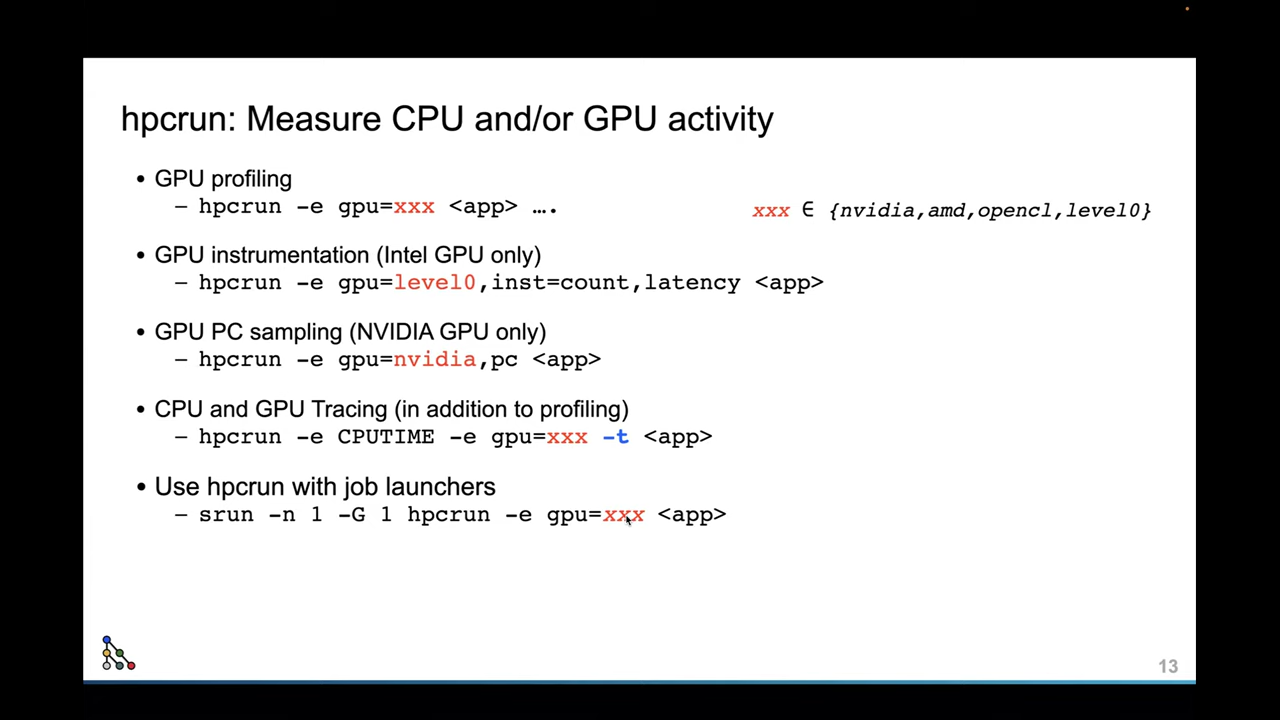 hpcrun: Measure CPU and/or GPU activity
• GPU profiling
– hpcrun -e gpu=xxx <app> ….
xxx ∈ {nvidia,amd,opencl,level0}
• GPU instrumentation (Intel GPU only)
– hpcrun -e gpu=level0,inst=count,latency <app>
• GPU PC sampling (NVIDIA GPU only)
– hpcrun -e gpu=nvidia,pc <app>
• CPU and GPU Tracing (in addition to profiling)
– hpcrun -e CPUTIME -e gpu=xxx -t <app>
• Use hpcrun with job launchers
– srun -n 1 -G 1 hpcrun -e gpu=xxx <app>
13